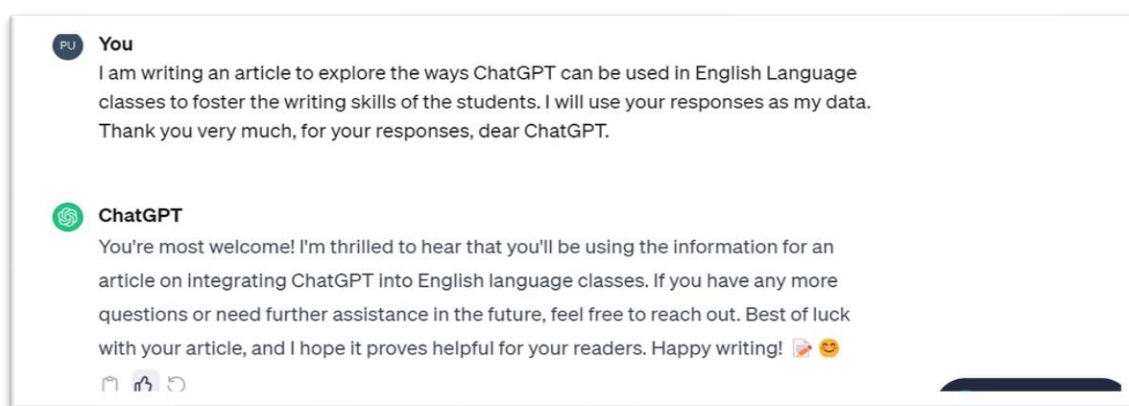 PU
You
I am writing an article to explore the ways ChatGPT can be used in English Language
classes to foster the writing skills of the students. I will use your responses as my data.
Thank you very much, for your responses, dear ChatGPT.
ChatGPT
You're most welcome! I'm thrilled to hear that you'll be using the information for an
article on integrating ChatGPT into English language classes. If you have any more
questions or need further assistance in the future, feel free to reach out. Best of luck
with your article, and I hope it proves helpful for your readers. Happy writing! 📝 😊